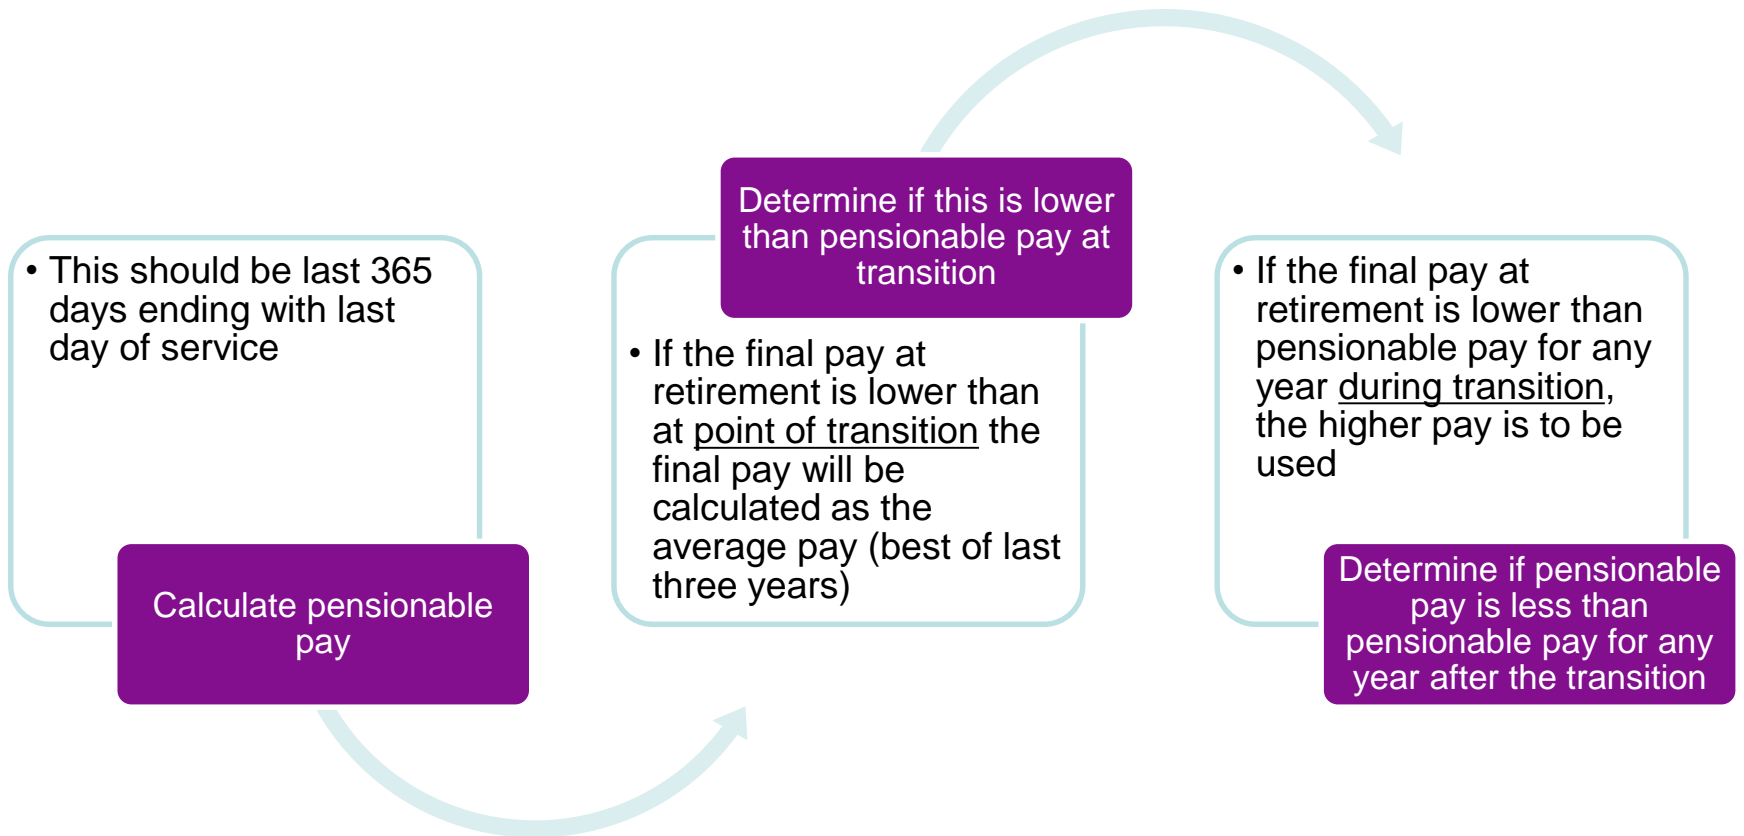 • This should be last 365
days ending with last
day of service
Calculate pensionable
pay
Determine if this is lower
than pensionable pay at
transition
• If the final pay at
retirement is lower than
at point of transition the
final pay will be
calculated as the
average pay (best of last
three years)
• If the final pay at
retirement is lower than
pensionable pay for any
year during transition,
the higher pay is to be
used
Determine if pensionable
pay is less than
pensionable pay for any
year after the transition